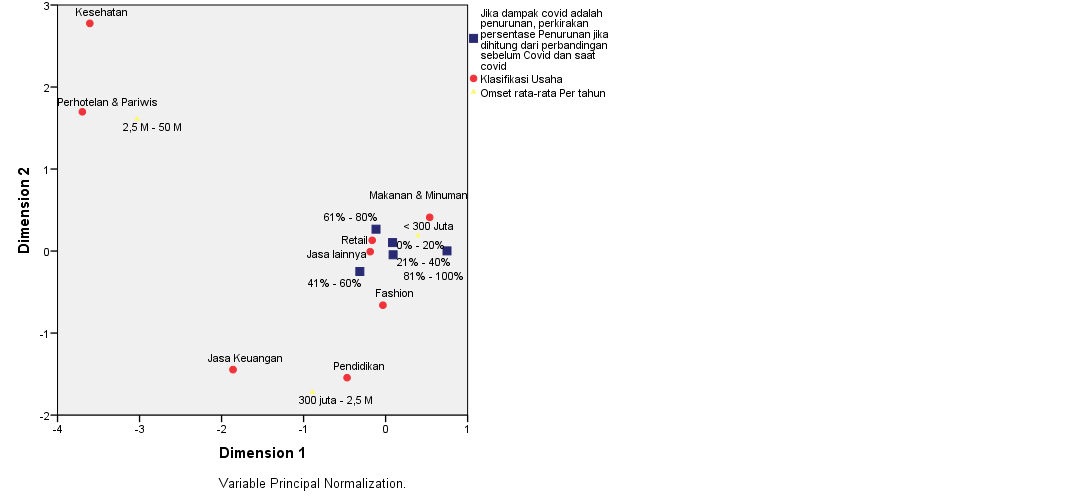 Jika dampak covid adalah
penurunan, perkirakan
persentase Penurunan jika
dihitung dari perbandingan
sebelum Covid dan saat
covid
Klasifikasi Usaha
Omset rata-rata Per tahun
Dimension 2
3
2
1
0
-1
-2
Kesehatan
Perhotelan & Pariwis
2,5 M - 50 M
Makanan & Minuman
61% - 80%
< 300 Juta
Retail
0% - 20%
Jasa lainnya
21% - 40%
81% - 100%
41% - 60%
Fashion
Jasa Keuangan
Pendidikan
300 juta - 2,5 M
-4 -3 -2 -1 0 1
Dimension 1
Variable Principal Normalization.